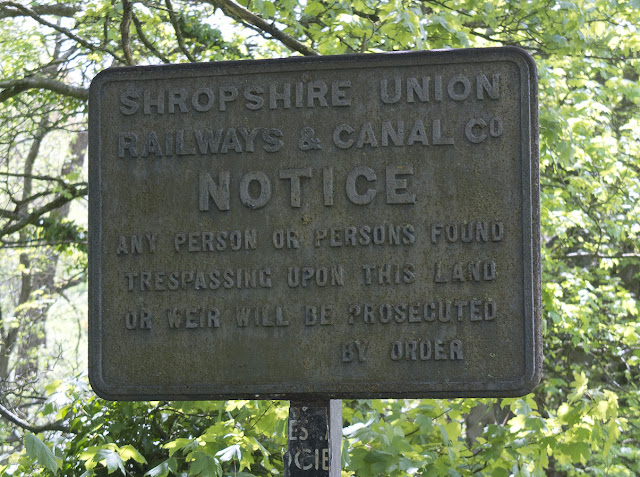 SHROPSHIRE UNION
RAILWAYS & CANAL CO
NOTICE
ANY PERSON OR PERSONS FOUND
TRESPASSING UPON THIS LAND
OR WEIR WILL BE PROSECUTED
BY ORDER